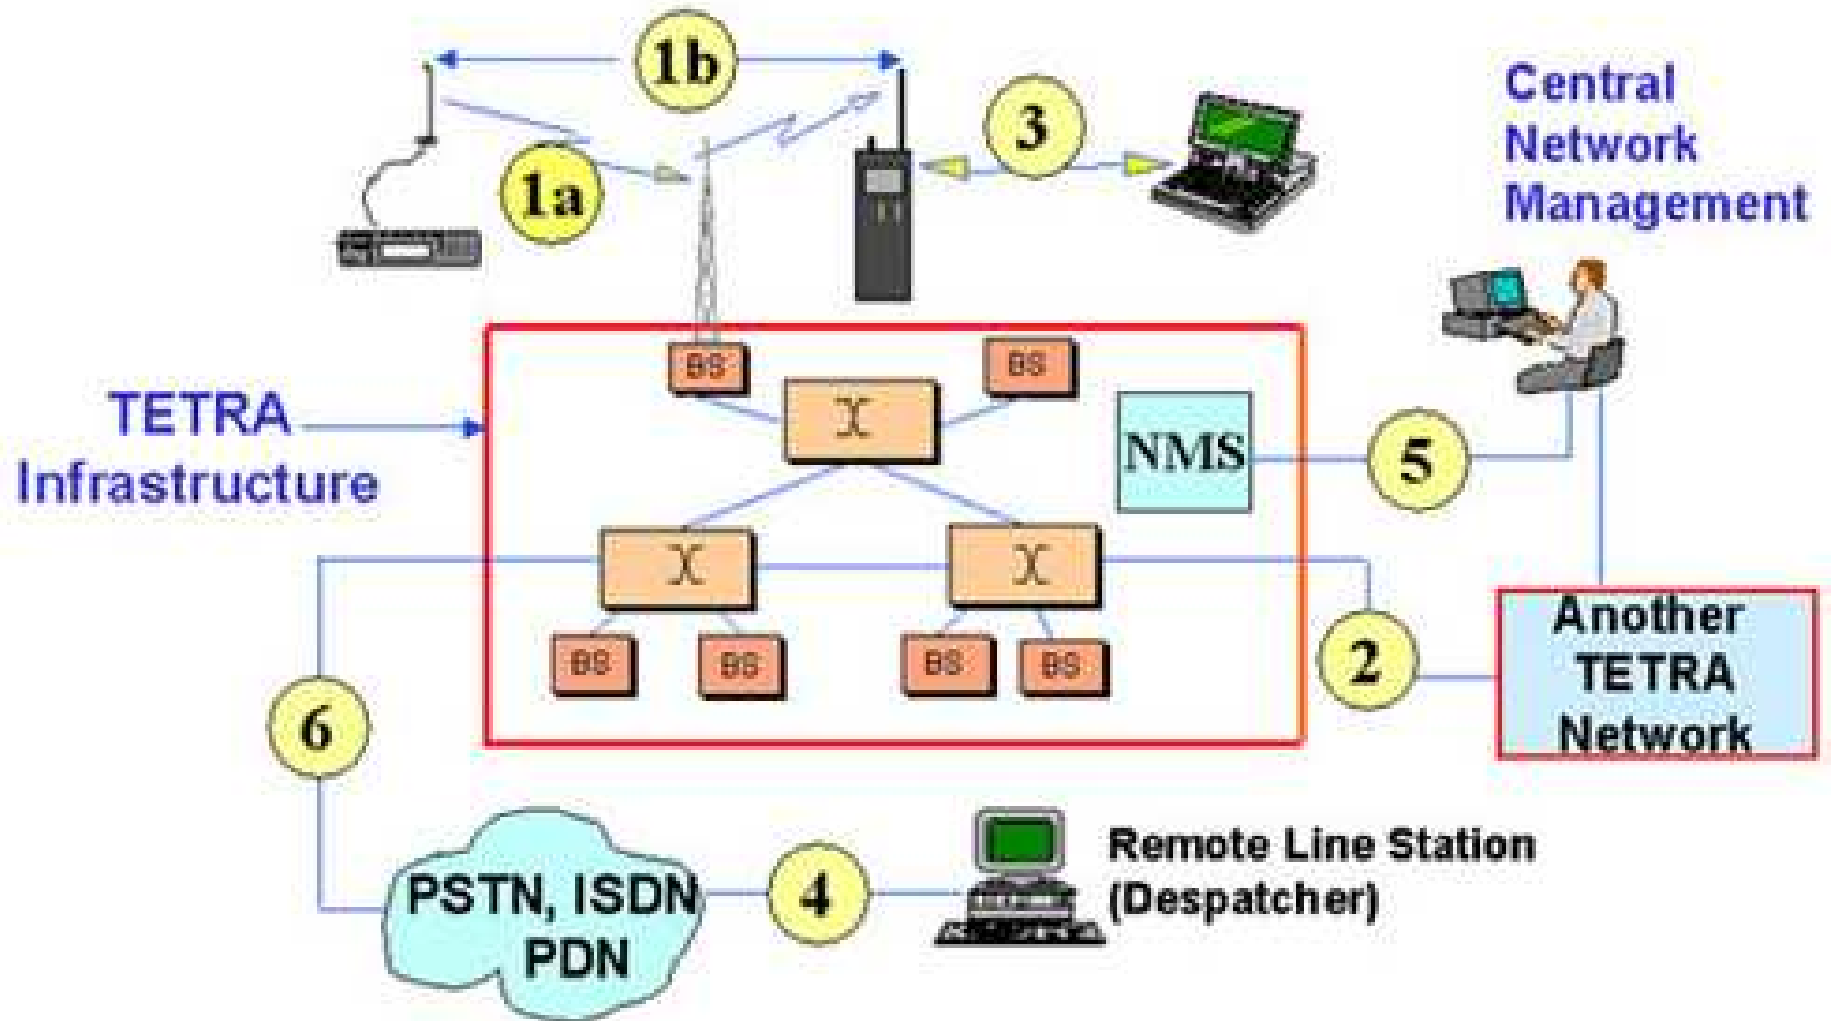 1b
3
1a
Central
Network
Management
BS
BS
TETRA
Infrastructure
NMS
5
BS
BS
BS
BS
2
Another
TETRA
Network
6
PSTN, ISDN
PDN
4
Remote Line Station
(Despatcher)